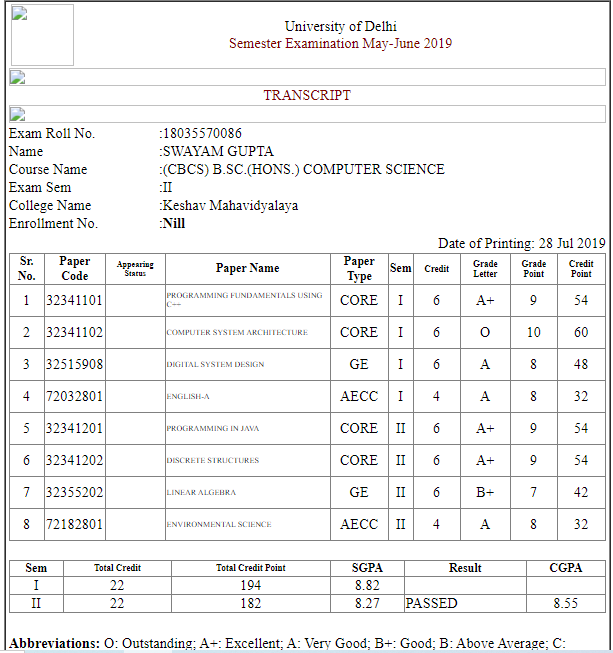 University of Delhi
Semester Examination May-June 2019
TRANSCRIPT
Exam Roll No. :18035570086
Name :SWAYAM GUPTA
Course Name :(CBCS) B.SC.(HONS.) COMPUTER SCIENCE
Exam Sem :II
College Name :Keshav Mahavidyalaya
Enrollment No. :Nill
Date of Printing: 28 Jul 2019
Sr. No. Paper Code Appearing Status Paper Name Paper Type Sem Credit Grade Letter Grade Point Credit Point
1 32341101 PROGRAMMING FUNDAMENTALS USING C++ CORE I 6 A+ 9 54
2 32341102 COMPUTER SYSTEM ARCHITECTURE CORE I 6 O 10 60
3 32515908 DIGITAL SYSTEM DESIGN GE I 6 A 8 48
4 72032801 ENGLISH-A AECC I 4 A 8 32
5 32341201 PROGRAMMING IN JAVA CORE II 6 A+ 9 54
6 32341202 DISCRETE STRUCTURES CORE II 6 A+ 9 54
7 32355202 LINEAR ALGEBRA GE II 6 B+ 7 42
8 72182801 ENVIRONMENTAL SCIENCE AECC II 4 A 8 32
Sem Total Credit Total Credit Point SGPA Result CGPA
I 22 194 8.82
II 22 182 8.27 PASSED 8.55
Abbreviations: O: Outstanding; A+: Excellent; A: Very Good; B+: Good; B: Above Average; C: